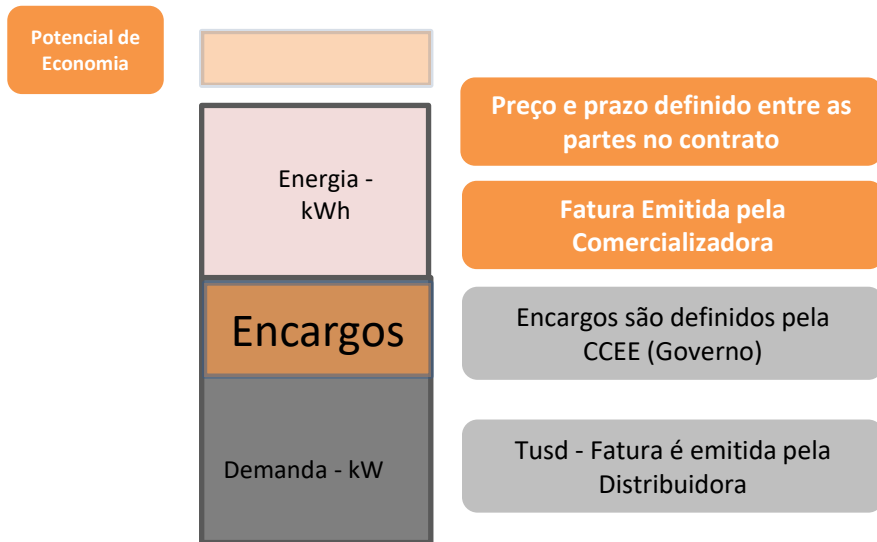 Potencial de
Economia
Preço e prazo definido entre as
partes no contrato
Energia -
kWh
Fatura Emitida pela
Comercializadora
Encargos
Encargos são definidos pela
CCEE (Governo)
Demanda - kW
Tusd - Fatura é emitida pela
Distribuidora